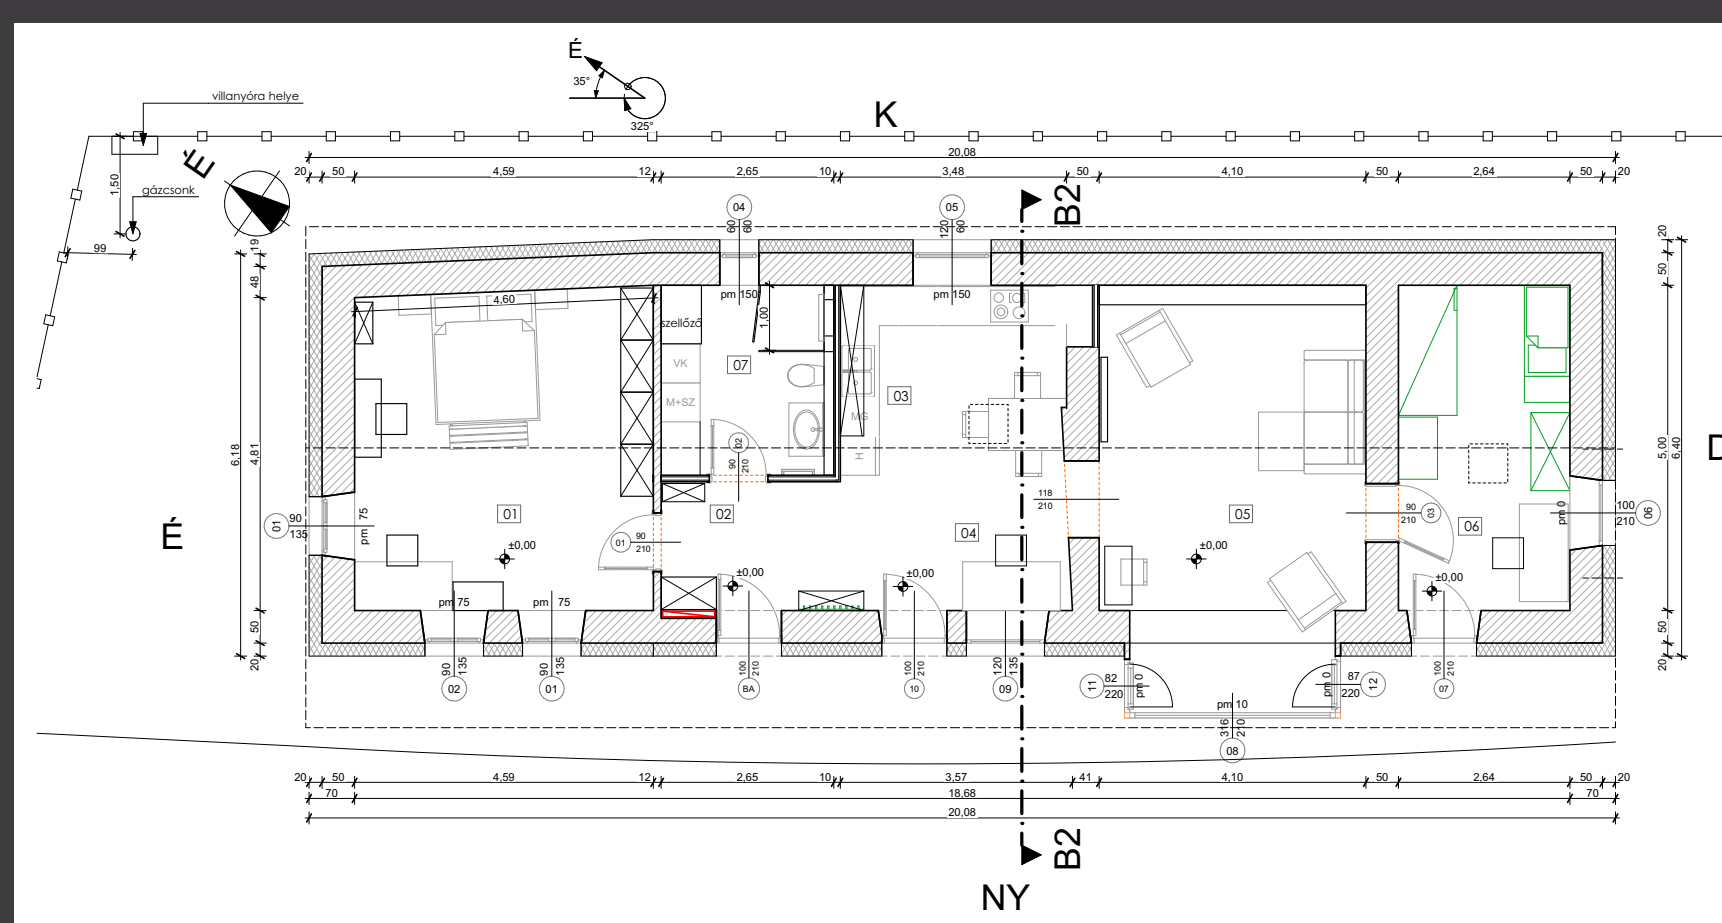 É
35°
325°
K
villanyóra helye
É
1,50
gázcsonk
99
20,08
20 50 4,59 12 2,65 10 3,48 50 4,10 50 2,64 50 20
04
60
60
05
120
60
B2
19
48
4,81
6,18
50
20
20
50
5,00
6,40
50
20
4,60
szellőző
pm 150
1,00
pm 150
VK
07
M+SZ
03
MG
H
02
90
210
118
210
É
01
90
135
pm 75
01
±0,00
01
90
210
02
04
05
90
210
03
06
pm 0
100
210
06
D
±0,00
±0,00
±0,00
±0,00
pm 75
pm 75
90
135
02
90
135
01
100
210
BA
100
210
10
120
135
09
11
82
220
pm 0
pm 0
87
220
12
pm 10
316
210
08
100
210
07
20 50 4,59 12 2,65 10 3,57 41 4,10 50 2,64 50 20
70 18,68 70
20,08
B2
NY